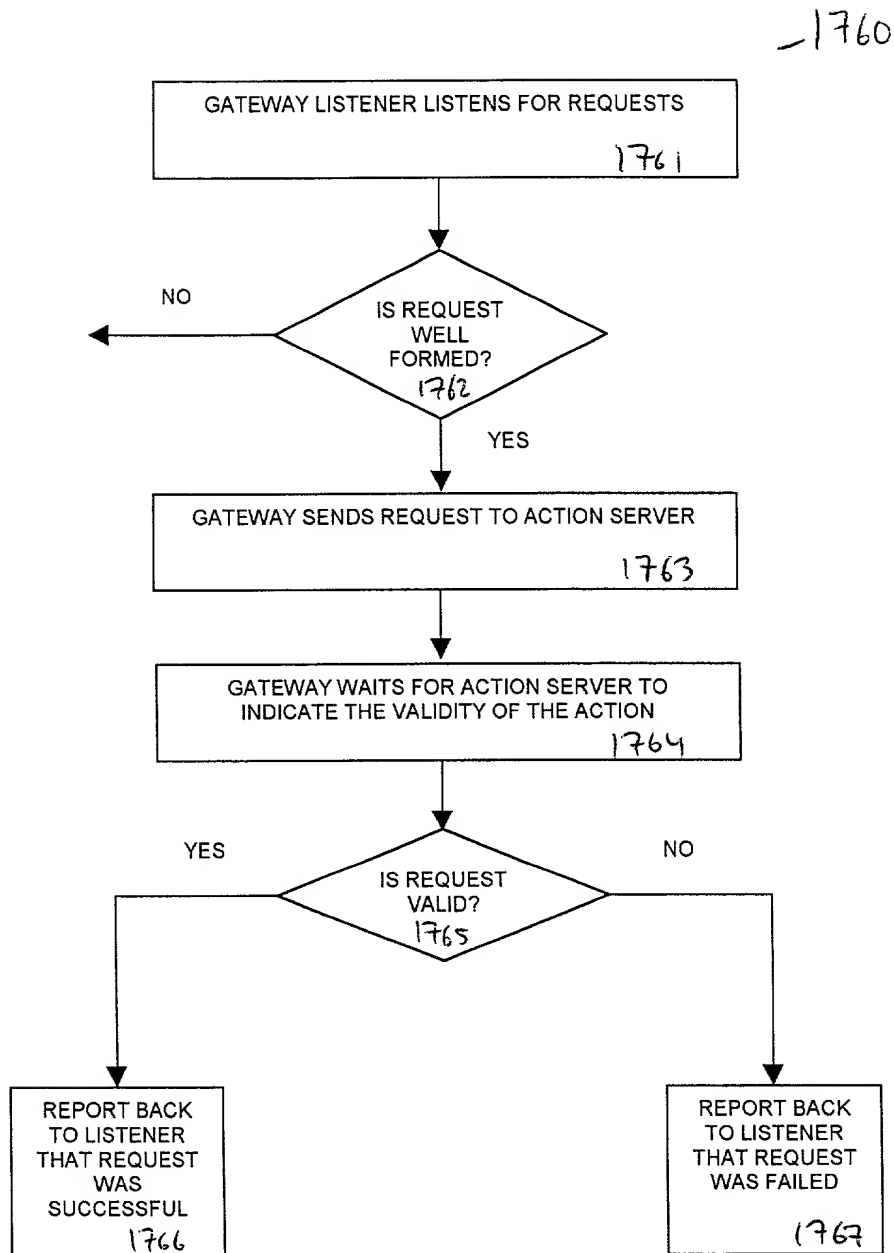 1760
GATEWAY LISTENER LISTENS FOR REQUESTS
1761
NO
IS REQUEST
WELL
FORMED?
1762
YES
GATEWAY SENDS REQUEST TO ACTION SERVER
1763
GATEWAY WAITS FOR ACTION SERVER TO
INDICATE THE VALIDITY OF THE ACTION
1764
YES
NO
IS REQUEST
VALID?
1765
REPORT BACK
TO LISTENER
THAT REQUEST
WAS
SUCCESSFUL
1766
REPORT BACK
TO LISTENER
THAT REQUEST
WAS FAILED
1767